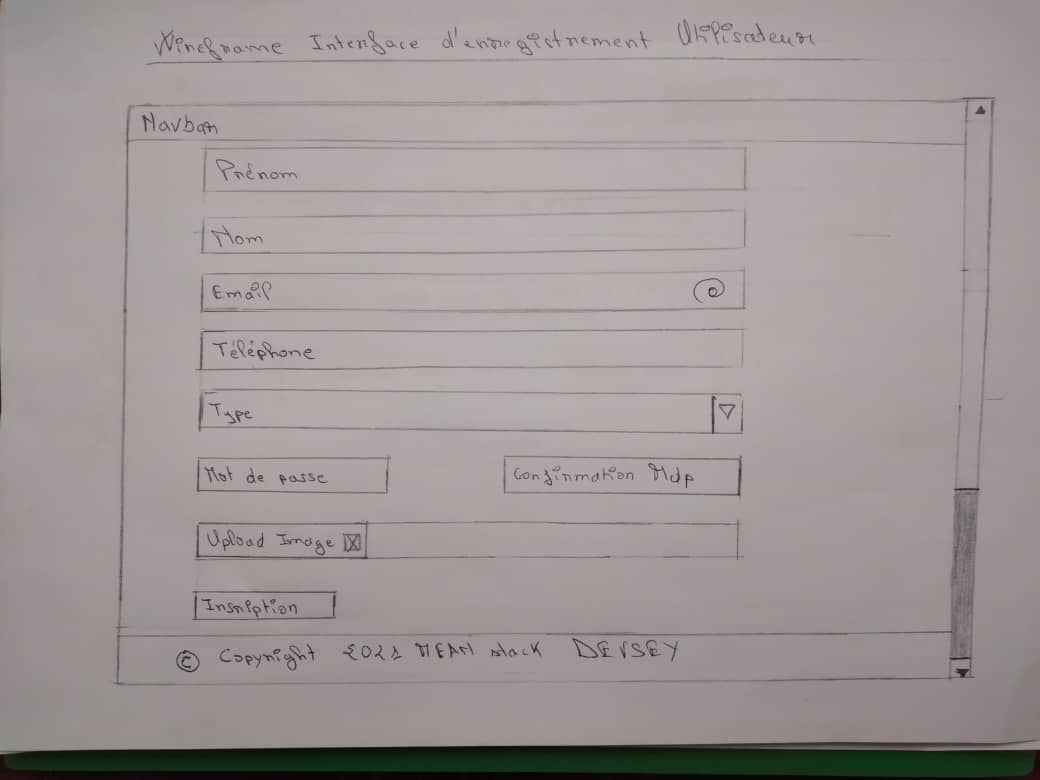 Wireframe Interface d'enregistrement Utilisateur
Navbar
Prénom
Nom
Email
Téléphone
Type
Mot de passe Confirmation Mdp
Upload Image
Insription
© Copyright 2021 MEAN stack DEVSEY